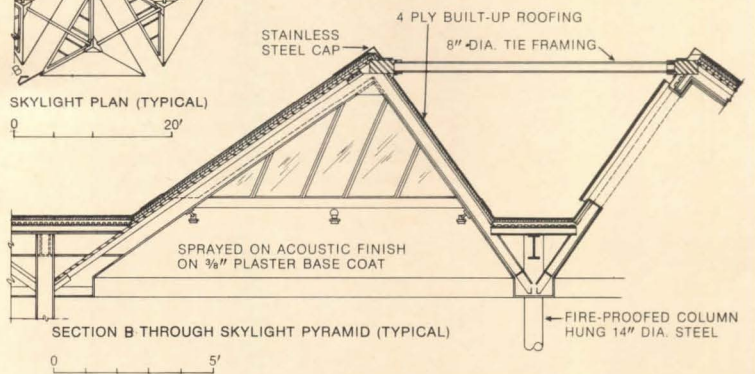 B
SKYLIGHT PLAN (TYPICAL)
0 20'
STAINLESS
STEEL CAP
4 PLY BUILT-UP ROOFING
8" DIA. TIE FRAMING
SPRAYED ON ACOUSTIC FINISH
ON 3/8" PLASTER BASE COAT
FIRE-PROOFED COLUMN
HUNG 14" DIA. STEEL
SECTION B THROUGH SKYLIGHT PYRAMID (TYPICAL)
0 5'